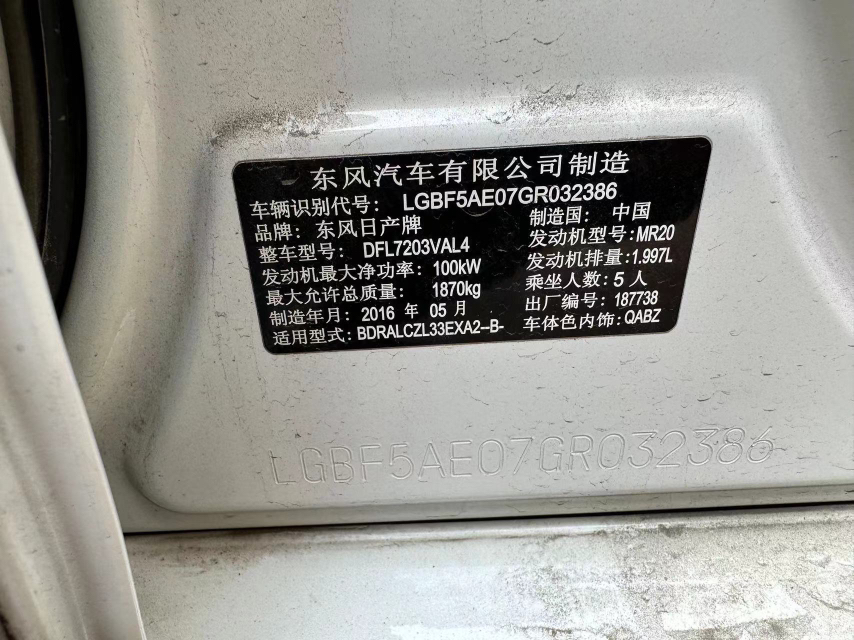 东风汽车有限公司制造
车辆识别代号: LGBF5AE07GR032386
品牌: 东风日产牌 制造国: 中国
整车型号: DFL7203VAL4 发动机型号:MR20
发动机最大净功率: 100kW 发动机排量:1.997L
最大允许总质量: 1870kg 乘坐人数: 5 人
制造年月: 2016 年 05 月 出厂编号: 187738
适用型式: BDRALCZL33EXA2--B- 车体色内饰: QABZ
LGBF5AE07GR032386